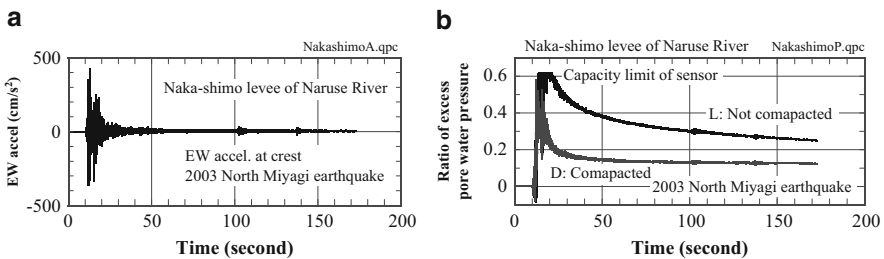 a
NakashimoA.qpc
500
0
-500
EW accel (cm/s²)
Naka-shimo levee of Naruse River
EW accel. at crest
2003 North Miyagi earthquake
0 50 100 150 200
Time (second)
b
Naka-shimo levee of Naruse River NakashimoP.qpc
Ratio of excess
pore water pressure
0.6
0.4
0.2
0
Capacity limit of sensor
L: Not comapacted
D: Comapacted
2003 North Miyagi earthquake
0 50 100 150 200
Time (second)